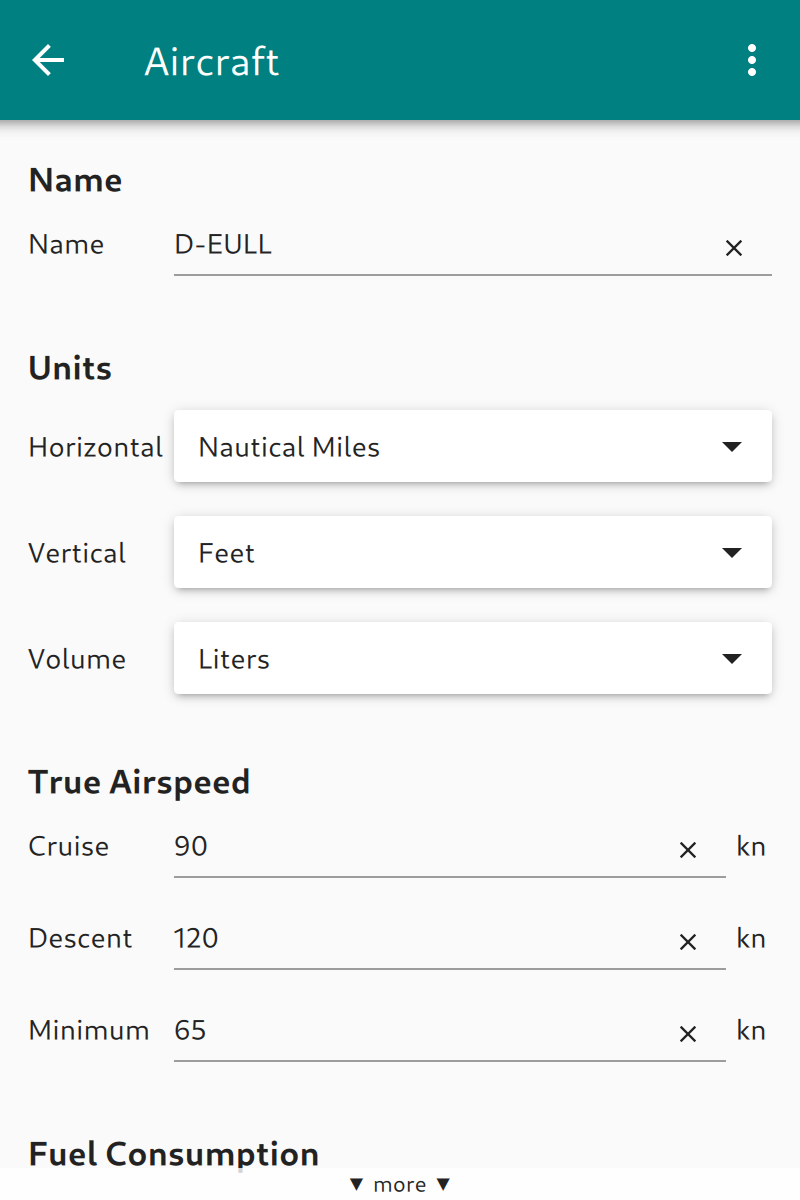 Aircraft
Name
Name D-EULL
Units
Horizontal Nautical Miles
Vertical Feet
Volume Liters
True Airspeed
Cruise 90 kn
Descent 120 kn
Minimum 65 kn
Fuel Consumption
▼ more ▼